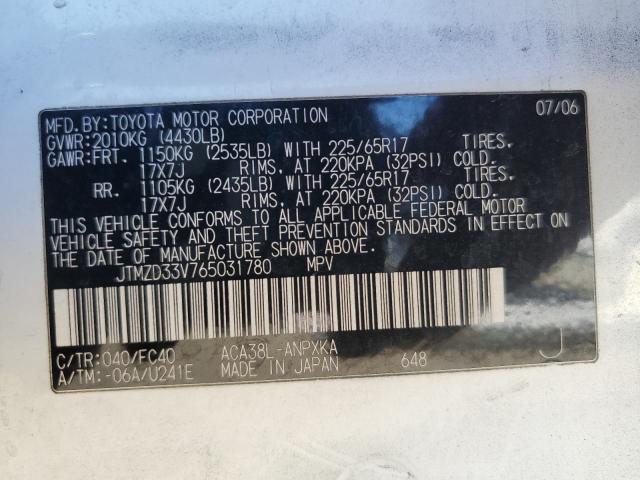 MFD.BY:TOYOTA MOTOR CORPORATION 07/06
GVWR:2010KG (4430LB)
GAWR:FRT. 1150KG (2535LB) WITH 225/65R17 TIRES.
17X7J RIMS, AT 220KPA (32PSI) COLD.
RR. 1105KG (2435LB) WITH 225/65R17 TIRES.
17X7J RIMS, AT 220KPA (32PSI) COLD.
THIS VEHICLE CONFORMS TO ALL APPLICABLE FEDERAL MOTOR
VEHICLE SAFETY AND THEFT PREVENTION STANDARDS IN EFFECT ON
THE DATE OF MANUFACTURE SHOWN ABOVE.
JTMZD33V765031780 MPV
C/TR:040/FC40 ACA38L-ANPXKA 648
A/TM:-06A/U241E MADE IN JAPAN J